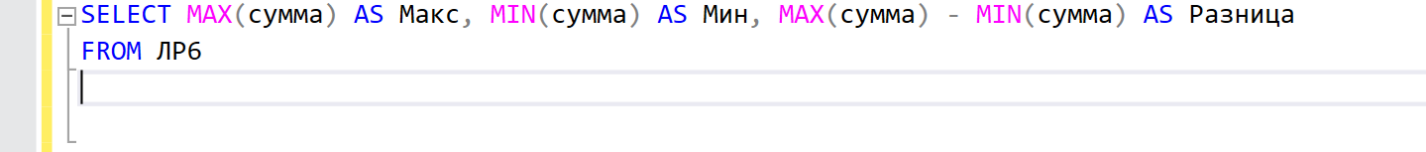 SELECT MAX(сумма) AS Макс, MIN(сумма) AS Мин, MAX(сумма) - MIN(сумма) AS Разница
FROM ЛР6